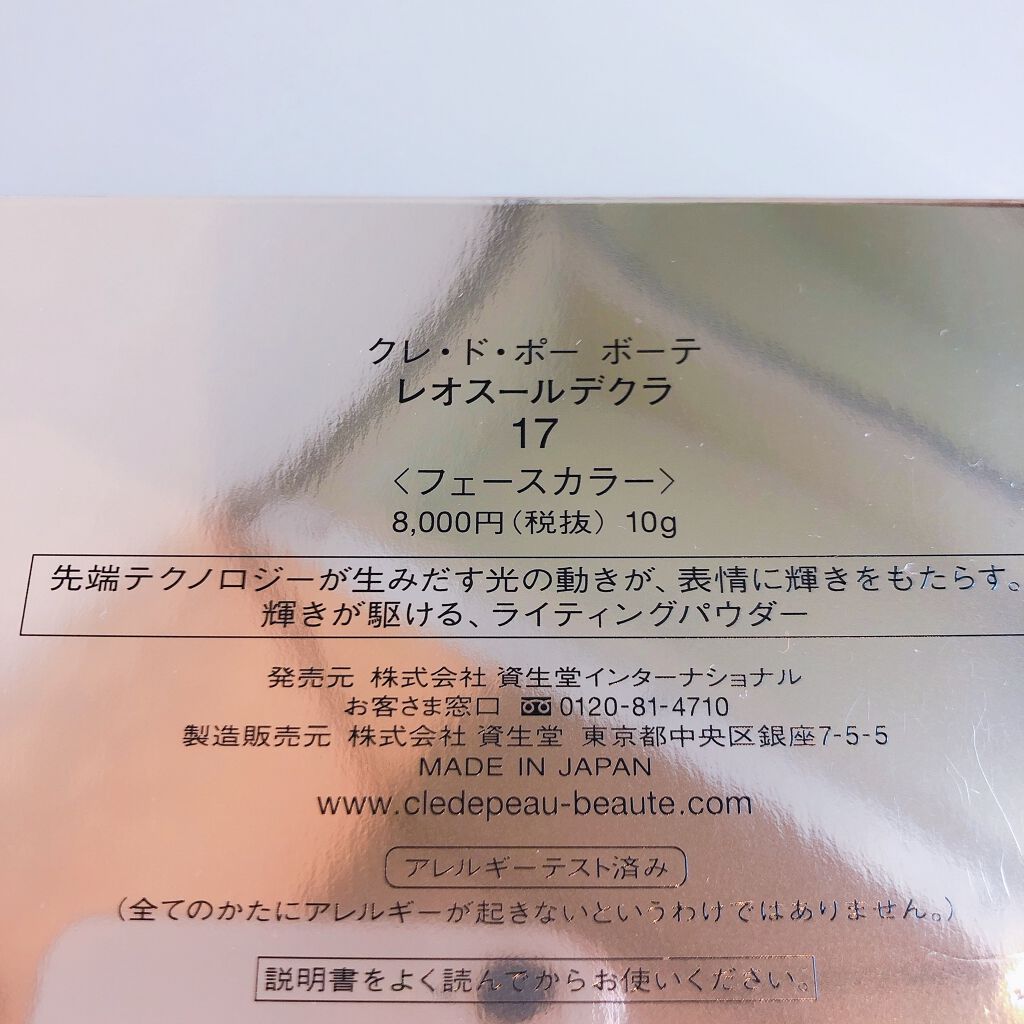 クレ・ド・ポー ボーテ
レオスールデクラ
17
〈フェースカラー〉
8,000円（税抜） 10g
先端テクノロジーが生みだす光の動きが、表情に輝きをもたらす。
輝きが駆ける、ライティングパウダー
発売元 株式会社 資生堂インターナショナル
お客さま窓口 0120-81-4710
製造販売元 株式会社 資生堂 東京都中央区銀座7-5-5
MADE IN JAPAN
www.cledepeau-beaute.com
アレルギーテスト済み
（全てのかたにアレルギーが起きないというわけではありません。）
説明書をよく読んでからお使いください。